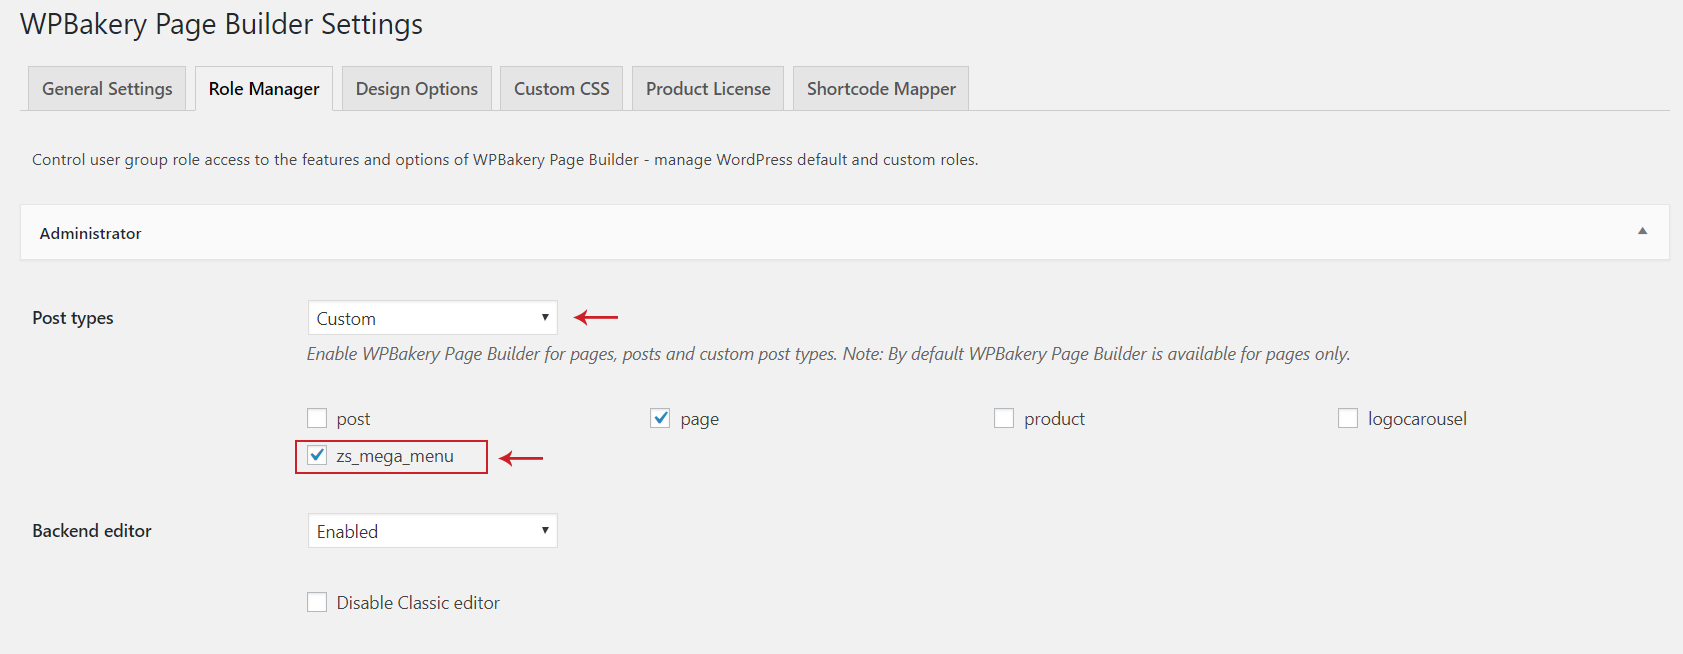 WPBakery Page Builder Settings
General Settings Role Manager Design Options Custom CSS Product License Shortcode Mapper
Control user group role access to the features and options of WPBakery Page Builder - manage WordPress default and custom roles.
Administrator
Post types Custom
Enable WPBakery Page Builder for pages, posts and custom post types. Note: By default WPBakery Page Builder is available for pages only.
post page product logocarousel
zs_mega_menu
Backend editor Enabled
Disable Classic editor